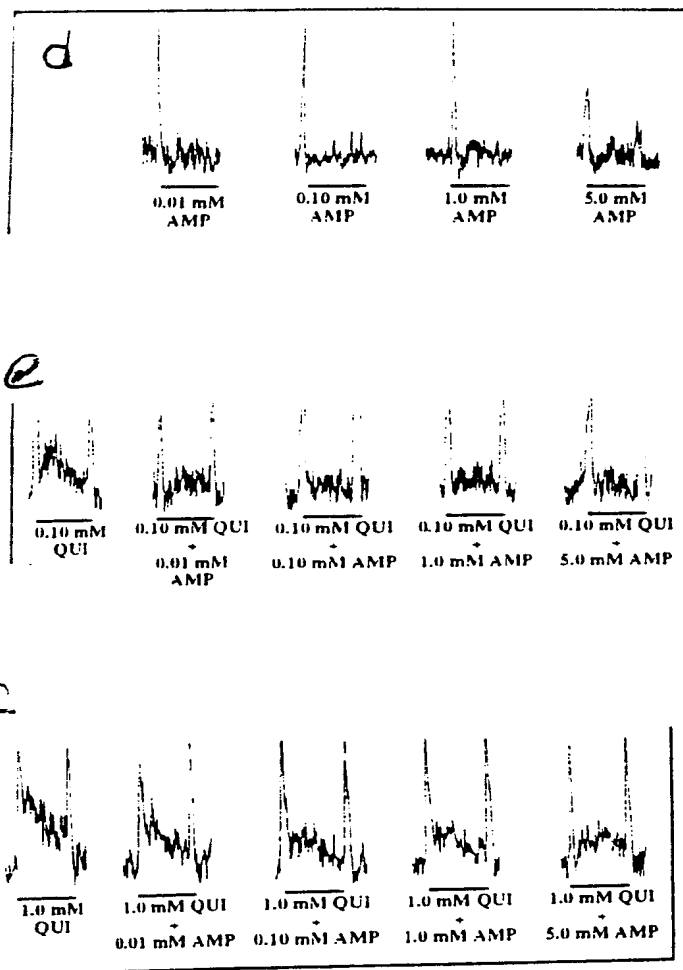 d
0.01 mM 0.10 mM 1.0 mM 5.0 mM
AMP AMP AMP AMP
e
0.10 mM 0.10 mM QUI 0.10 mM QUI 0.10 mM QUI 0.10 mM QUI
QUI + + + +
0.01 mM 0.10 mM AMP 1.0 mM AMP 5.0 mM AMP
AMP
1.0 mM 1.0 mM QUI 1.0 mM QUI 1.0 mM QUI 1.0 mM QUI
QUI + + + +
0.01 mM AMP 0.10 mM AMP 1.0 mM AMP 5.0 mM AMP